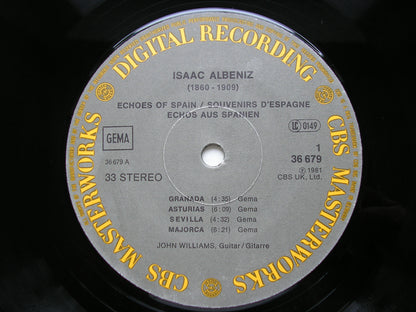 DIGITAL RECORDING
CBS MASTERWORKS
CBS MASTERWORKS
ISAAC ALBENIZ
(1860 - 1909)
ECHOES OF SPAIN / SOUVENIRS D'ESPAGNE
ECHOS AUS SPANIEN
GEMA
LC 0149
36679 A
1
36 679
33 STEREO
℗ 1981
CBS UK, Ltd.
GRANADA (4:35) Gema
ASTURIAS (6:09) Gema
SEVILLA (4:32) Gema
MAJORCA (6:21) Gema
JOHN WILLIAMS, Guitar/Gitarre